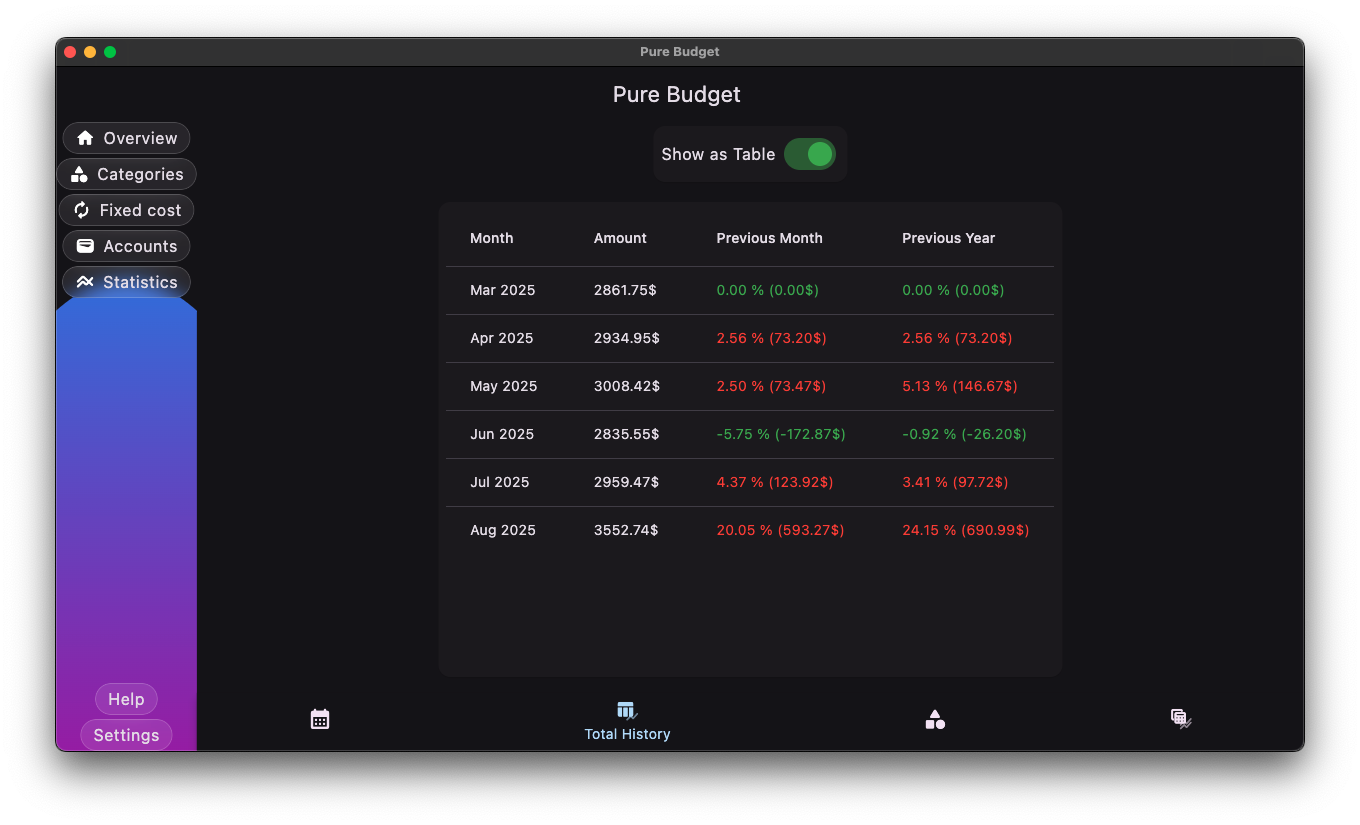 Pure Budget
Pure Budget
Overview
Categories
Fixed cost
Accounts
Statistics
Show as Table
Month Amount Previous Month Previous Year
Mar 2025 2861.75$ 0.00 % (0.00$) 0.00 % (0.00$)
Apr 2025 2934.95$ 2.56 % (73.20$) 2.56 % (73.20$)
May 2025 3008.42$ 2.50 % (73.47$) 5.13 % (146.67$)
Jun 2025 2835.55$ -5.75 % (-172.87$) -0.92 % (-26.20$)
Jul 2025 2959.47$ 4.37 % (123.92$) 3.41 % (97.72$)
Aug 2025 3552.74$ 20.05 % (593.27$) 24.15 % (690.99$)
Help
Settings
Total History